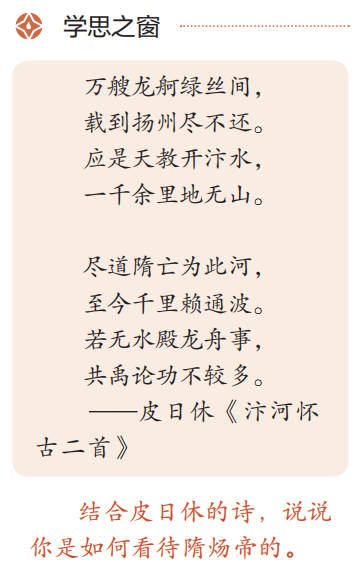 学思之窗
万艘龙舸绿丝间，
载到扬州尽不还。
应是天教开汴水，
一千余里地无山。
尽道隋亡为此河，
至今千里赖通波。
若无水殿龙舟事，
共禹论功不较多。
——皮日休《汴河怀
古二首》
结合皮日休的诗，说说
你是如何看待隋炀帝的。